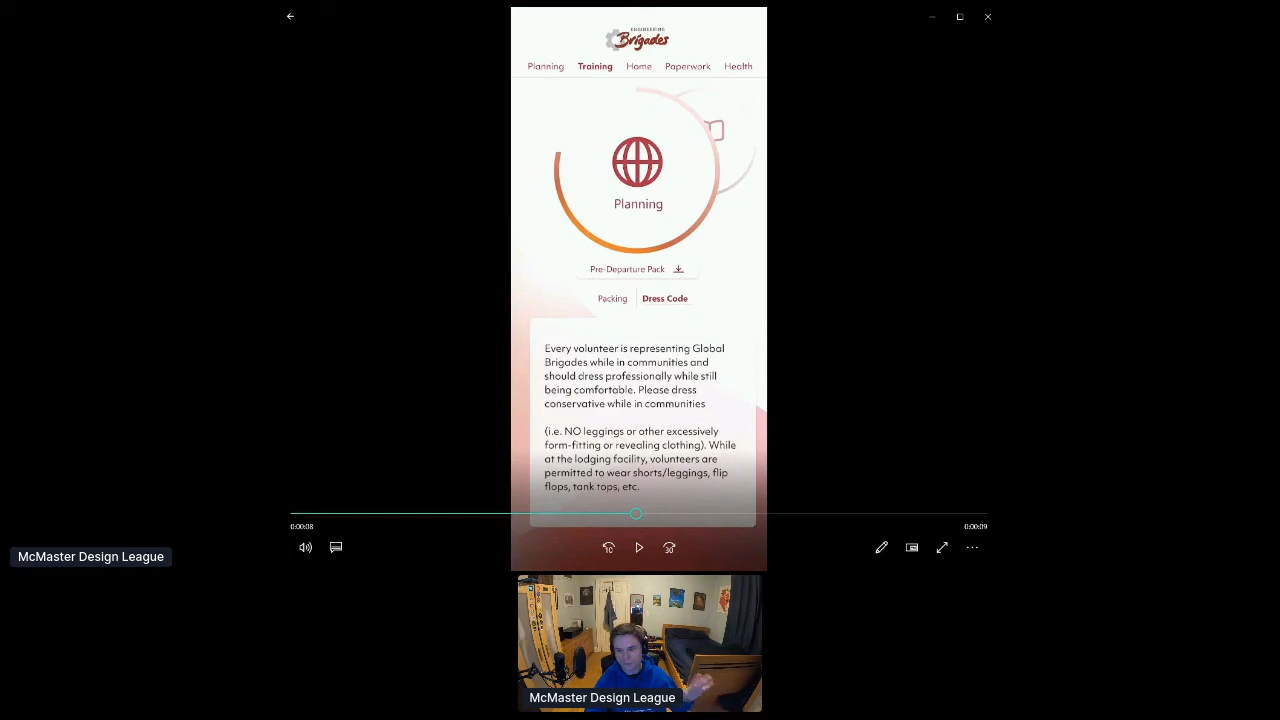 ENGINEERING
Brigades
Planning Training Home Paperwork Health
Planning
Pre-Departure Pack
Packing Dress Code
Every volunteer is representing Global
Brigades while in communities and
should dress professionally while still
being comfortable. Please dress
conservative while in communities
(i.e. NO leggings or other excessively
form-fitting or revealing clothing). While
at the lodging facility, volunteers are
permitted to wear shorts/leggings, flip
flops, tank tops, etc.
0:00:08 0:00:09
10 30
McMaster Design League
McMaster Design League